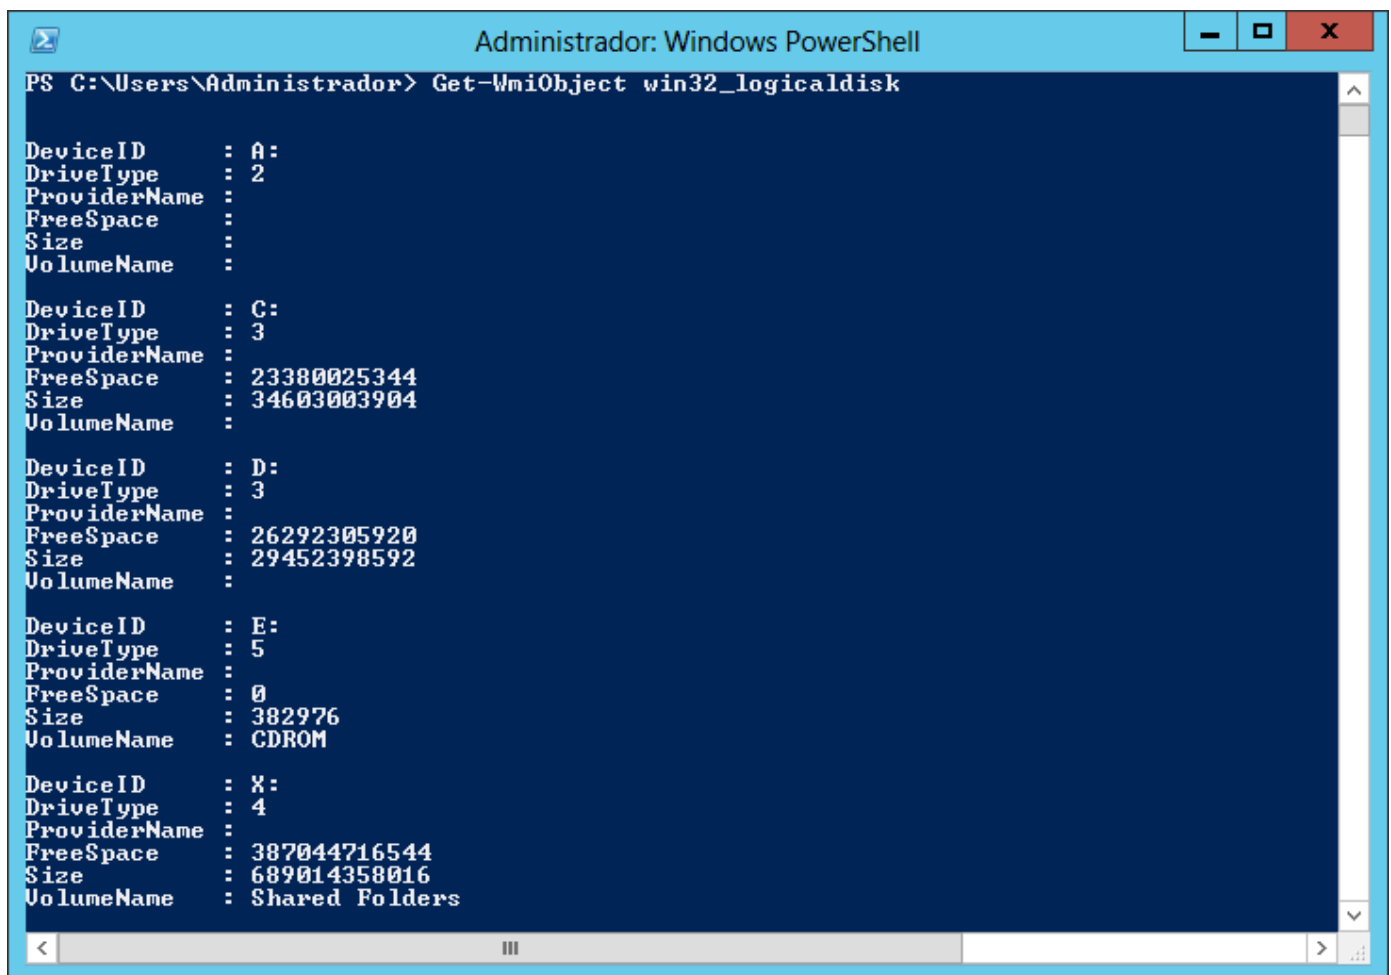 Administrador: Windows PowerShell
PS C:\Users\Administrador> Get-WmiObject win32_logicaldisk
DeviceID : A:
DriveType : 2
ProviderName :
FreeSpace :
Size :
VolumeName :
DeviceID : C:
DriveType : 3
ProviderName :
FreeSpace : 23380025344
Size : 34603003904
VolumeName :
DeviceID : D:
DriveType : 3
ProviderName :
FreeSpace : 26292305920
Size : 29452398592
VolumeName :
DeviceID : E:
DriveType : 5
ProviderName :
FreeSpace : 0
Size : 382976
VolumeName : CDROM
DeviceID : X:
DriveType : 4
ProviderName :
FreeSpace : 387044716544
Size : 689014358016
VolumeName : Shared Folders